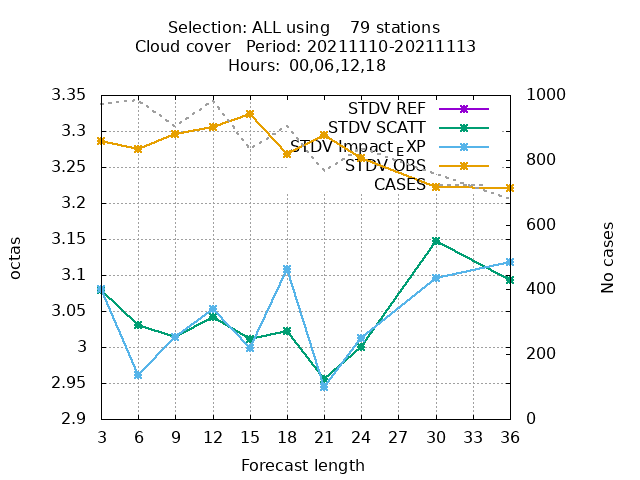 Selection: ALL using    79 stations
Cloud cover   Period: 20211110-20211113
Hours:  00,06,12,18
3.35
3.3
3.25
3.2
3.15
3.1
3.05
3
2.95
2.9
octas
1000
800
600
400
200
0
No cases
STDV REF
STDV SCATT
STDV Impact_EXP
STDV OBS
CASES
3 6 9 12 15 18 21 24 27 30 33 36
Forecast length